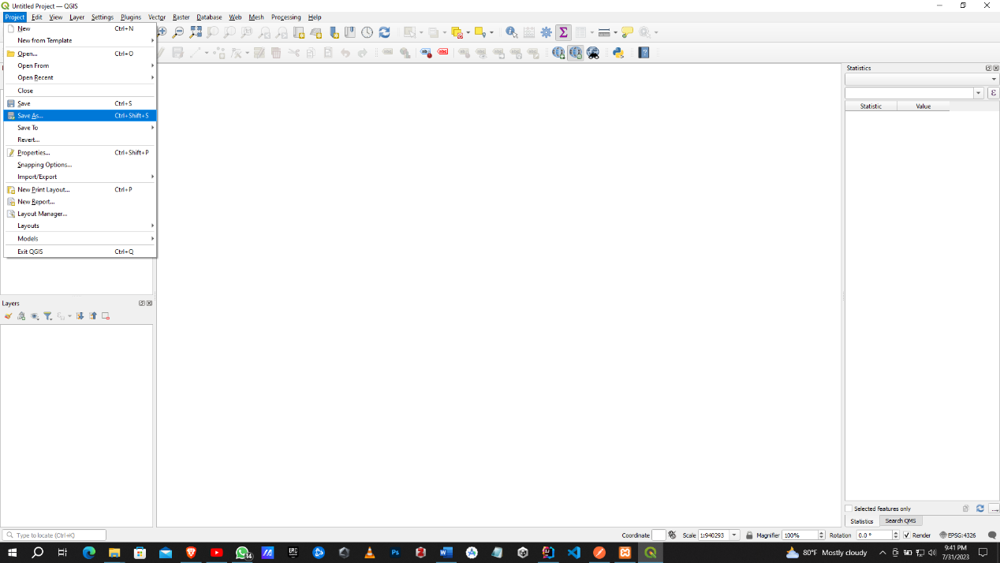 Untitled Project — QGIS
Project Edit View Layer Settings Plugins Vector Raster Database Web Mesh Processing Help
New Ctrl+N
New from Template
Open... Ctrl+O
Open From
Open Recent
Close
Save Ctrl+S
Save As... Ctrl+Shift+S
Save To
Revert...
Properties... Ctrl+Shift+P
Snapping Options...
Import/Export
New Print Layout... Ctrl+P
New Report...
Layout Manager...
Layouts
Models
Exit QGIS Ctrl+Q
Layers
Statistics
Statistic Value
Selected features only
Statistics Search QMS
Type to locate (Ctrl+K)
Coordinate Scale 1:940293 Magnifier 100% Rotation 0.0 ° Render EPSG:4326
14
80°F Mostly cloudy
9:41 PM
7/31/2023